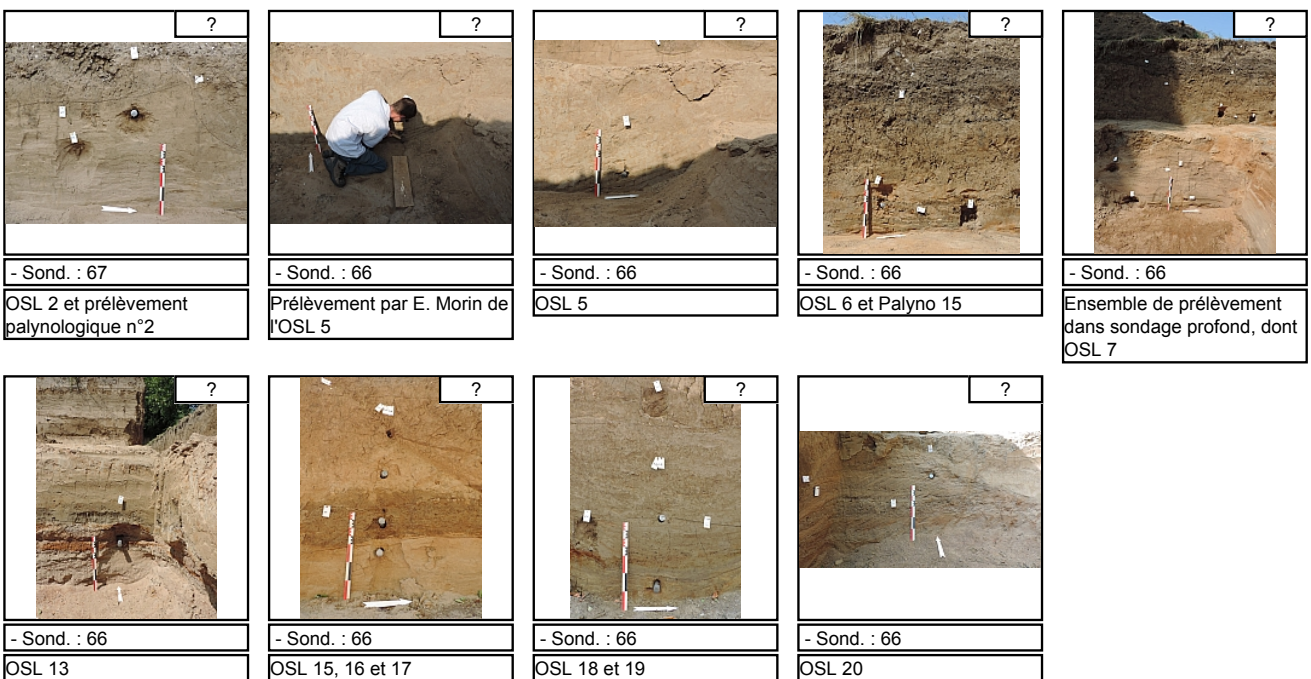 ?
?
?
?
?
- Sond. : 67
- Sond. : 66
- Sond. : 66
- Sond. : 66
- Sond. : 66
OSL 2 et prélèvement
palynologique n°2
Prélèvement par E. Morin de
l'OSL 5
OSL 5
OSL 6 et Palyno 15
Ensemble de prélèvement
dans sondage profond, dont
OSL 7
?
?
?
?
- Sond. : 66
- Sond. : 66
- Sond. : 66
- Sond. : 66
OSL 13
OSL 15, 16 et 17
OSL 18 et 19
OSL 20